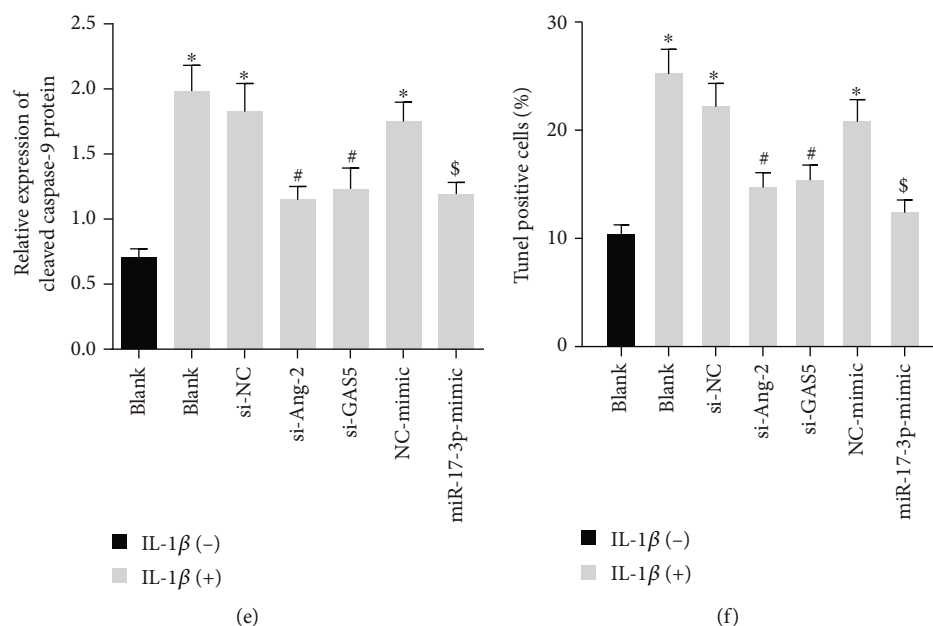 Relative expression of
cleaved caspase-9 protein
2.5
2.0
1.5
1.0
0.5
0.0
*
*
#
#
*
$
Blank
Blank
si-NC
si-Ang-2
si-GAS5
NC-mimic
miR-17-3p-mimic
IL-1β (–)
IL-1β (+)
(e)
Tunel positive cells (%)
30
20
10
0
*
*
#
#
*
$
Blank
Blank
si-NC
si-Ang-2
si-GAS5
NC-mimic
miR-17-3p-mimic
IL-1β (–)
IL-1β (+)
(f)